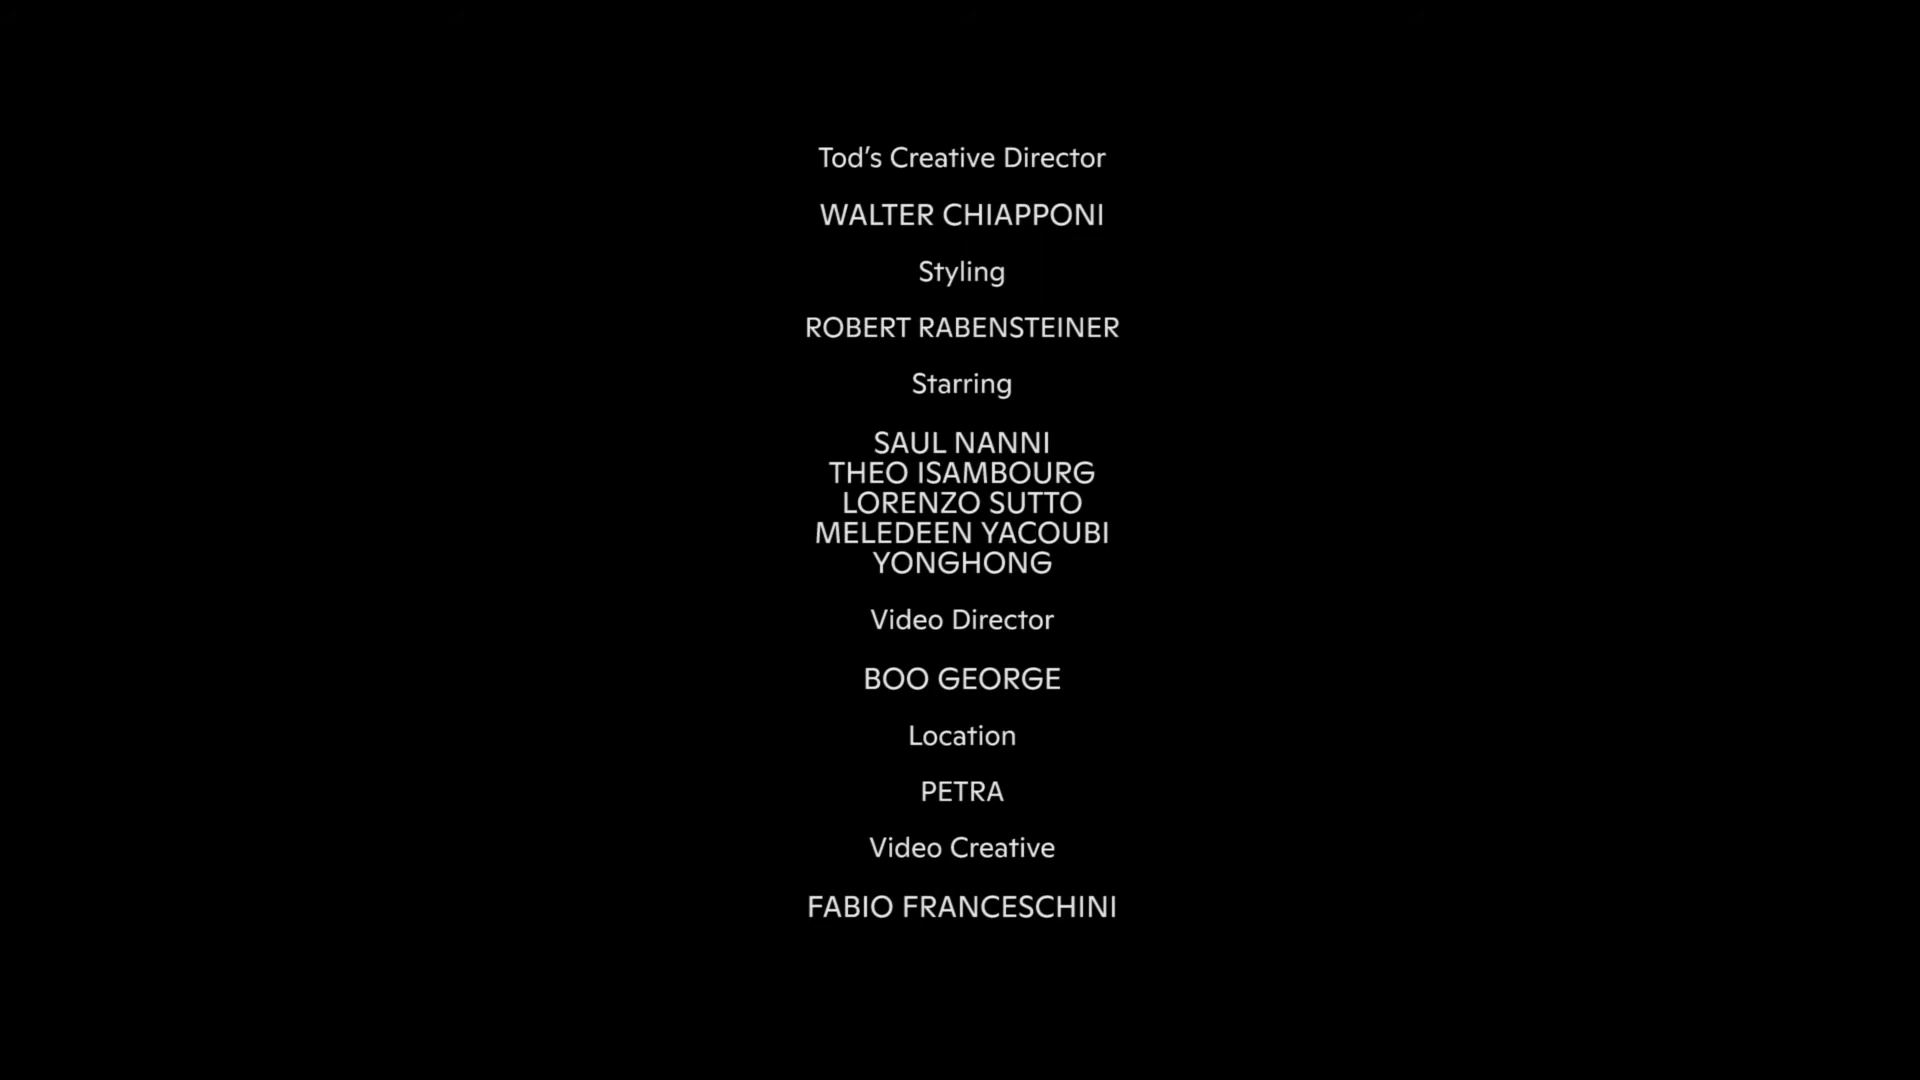 Tod’s Creative Director
WALTER CHIAPPONI
Styling
ROBERT RABENSTEINER
Starring
SAUL NANNI
THEO ISAMBOURG
LORENZO SUTTO
MELEDEEN YACOUBI
YONGHONG
Video Director
BOO GEORGE
Location
PETRA
Video Creative
FABIO FRANCESCHINI